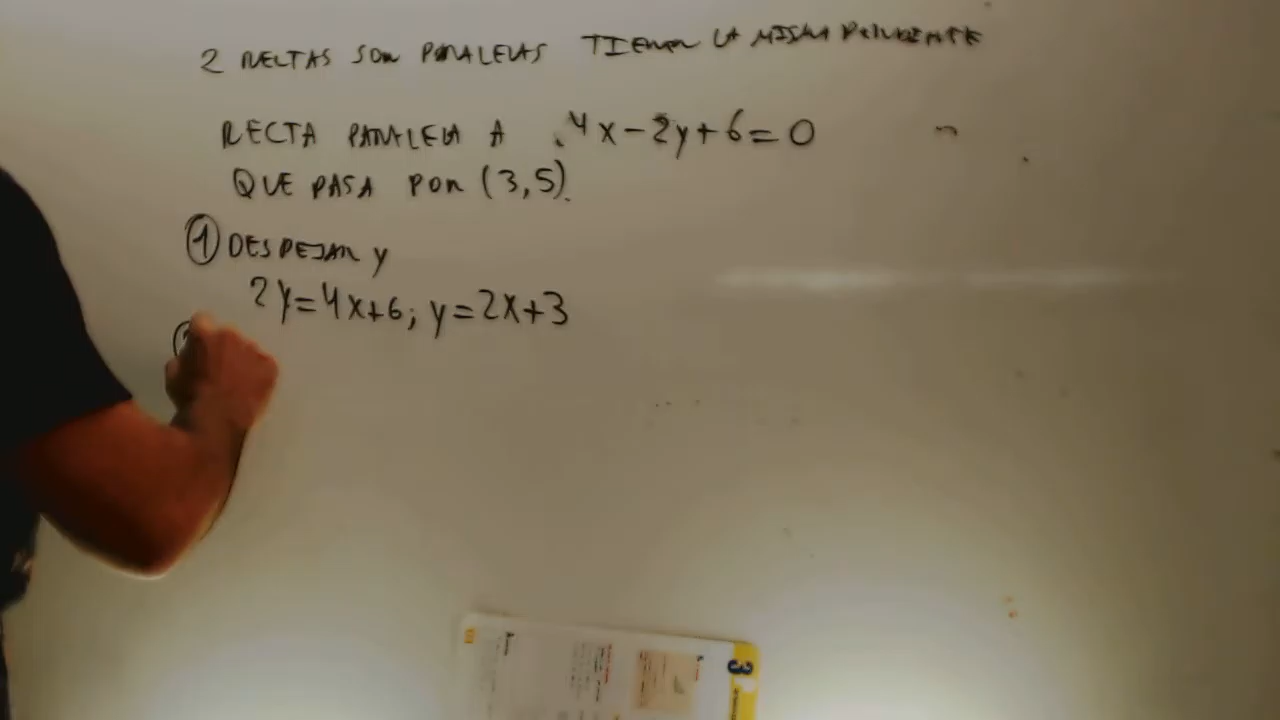 2 RECTAS SON PARALELAS TIENEN LA MISMA PENDIENTE
RECTA PARALELA A 4x-2y+6=0
QUE PASA POR (3,5).
① DESPEJAR y
2y=4x+6; y=2x+3
3